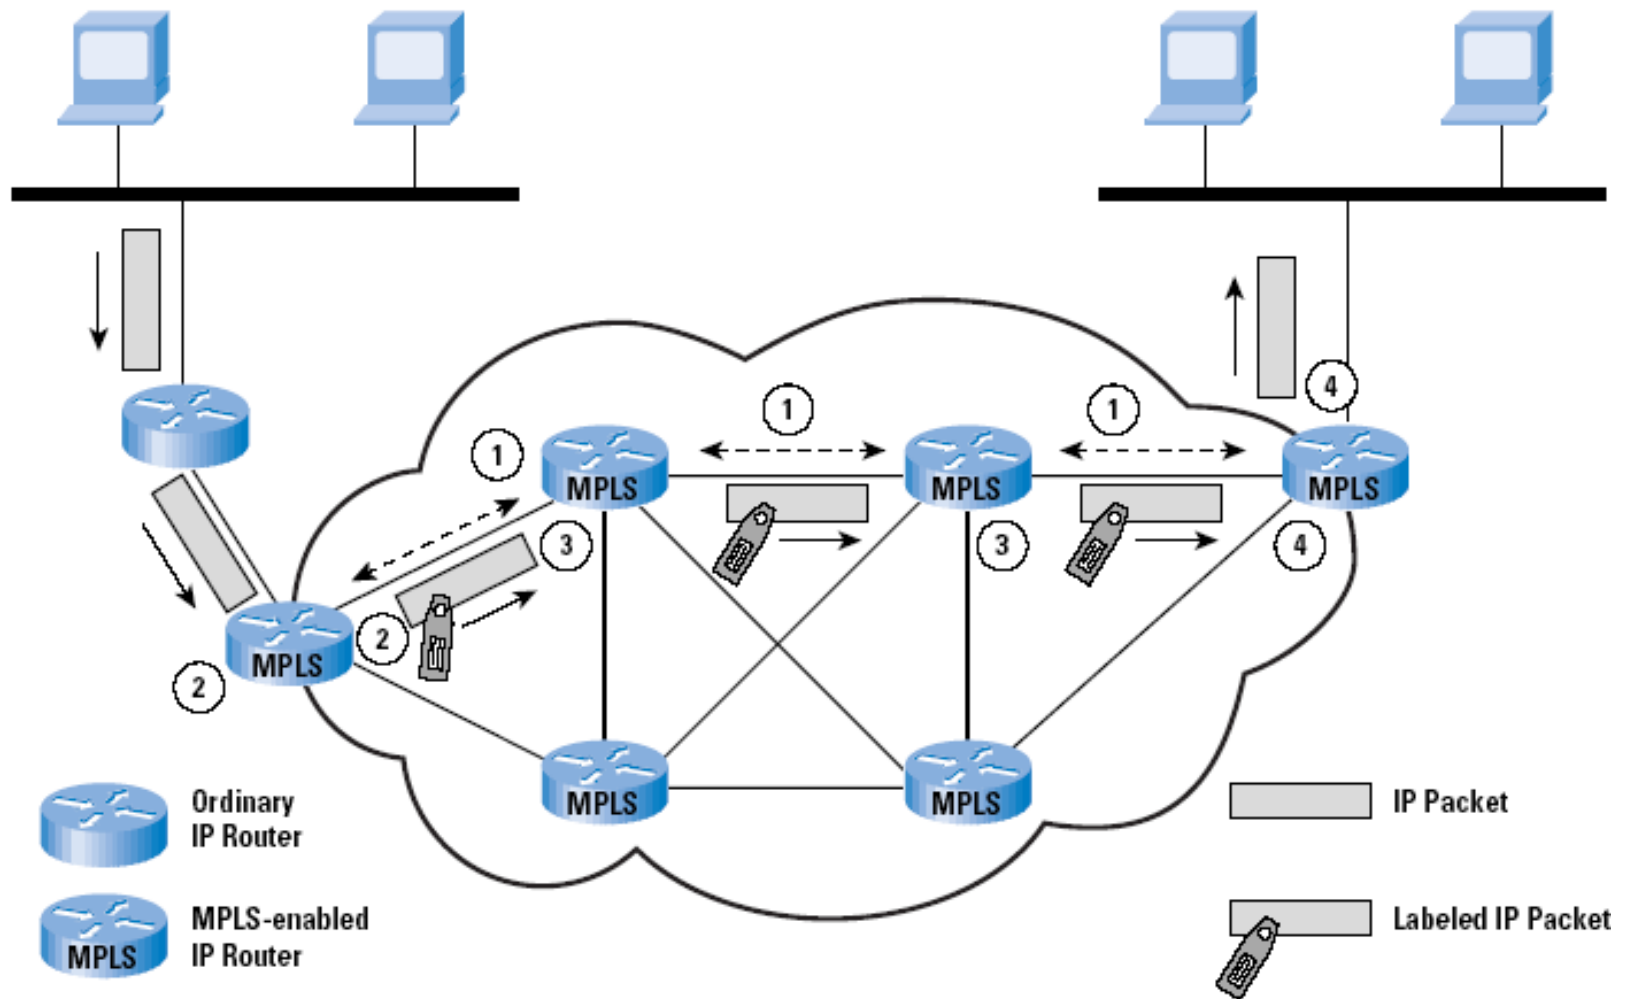 4
1
1
1
MPLS
MPLS
MPLS
3
3
4
2
MPLS
2
MPLS
MPLS
Ordinary
IP Router
IP Packet
MPLS-enabled
IP Router
MPLS
Labeled IP Packet